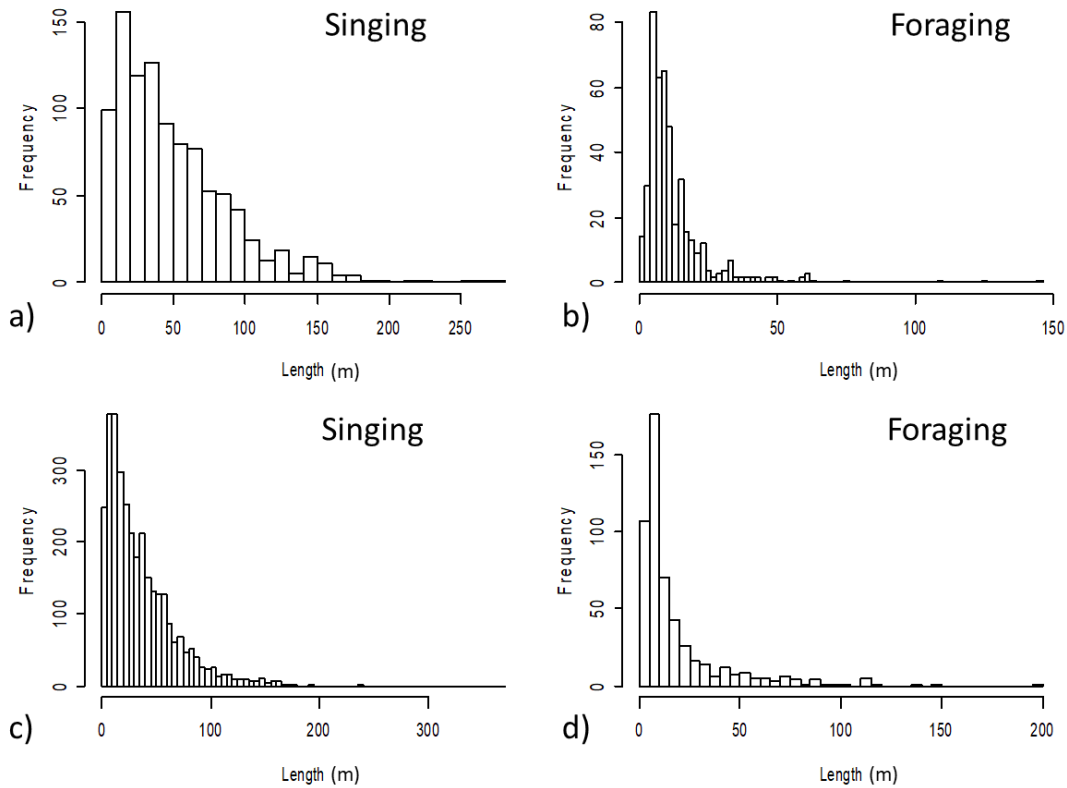 Singing
150
100
50
0
Frequency
0 50 100 150 200 250
Length (m)
a)
Foraging
80
60
40
20
0
Frequency
0 50 100 150
Length (m)
b)
Singing
300
200
100
0
Frequency
0 100 200 300
Length (m)
c)
Foraging
150
100
50
0
Frequency
0 50 100 150 200
Length (m)
d)